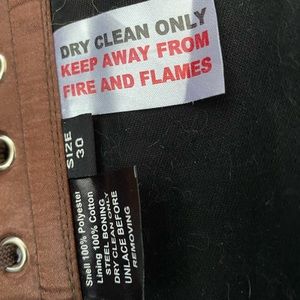 DRY CLEAN ONLY
KEEP AWAY FROM
FIRE AND FLAMES
SIZE
30
Snell 100% Polyester
Lining 100% Cotton
STEEL BONING
DRY CLEAN ONLY
UNLACE BEFORE
REMOVING